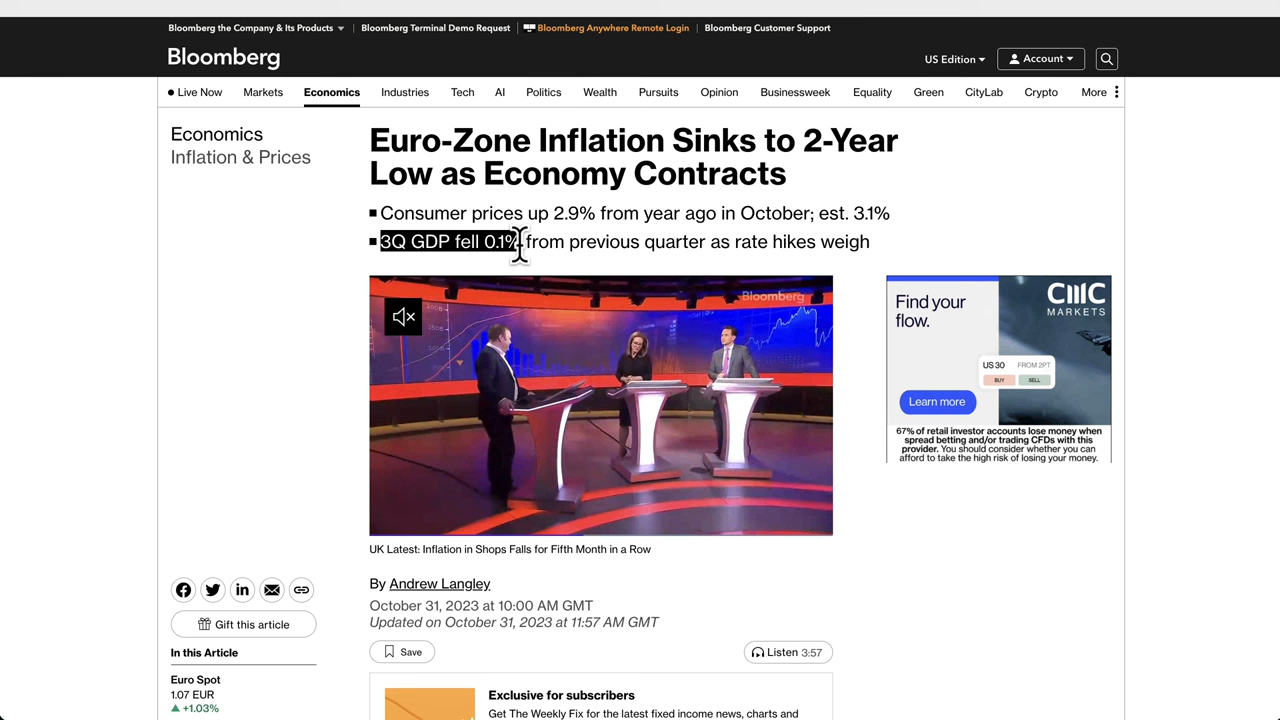 Bloomberg the Company & Its Products
Bloomberg Terminal Demo Request
Bloomberg Anywhere Remote Login
Bloomberg Customer Support
Bloomberg
US Edition
Account
Live Now
Markets
Economics
Industries
Tech
AI
Politics
Wealth
Pursuits
Opinion
Businessweek
Equality
Green
CityLab
Crypto
More
Economics
Inflation & Prices
Euro-Zone Inflation Sinks to 2-Year
Low as Economy Contracts
Consumer prices up 2.9% from year ago in October; est. 3.1%
3Q GDP fell 0.1% from previous quarter as rate hikes weigh
Bloomberg
UK Latest: Inflation in Shops Falls for Fifth Month in a Row
Find your
flow.
CMC
MARKETS
US 30 FROM 2PT
BUY SELL
Learn more
67% of retail investor accounts lose money when
spread betting and/or trading CFDs with this
provider. You should consider whether you can
afford to take the high risk of losing your money.
By Andrew Langley
October 31, 2023 at 10:00 AM GMT
Updated on October 31, 2023 at 11:57 AM GMT
Save
Listen 3:57
Gift this article
In this Article
Euro Spot
1.07 EUR
+1.03%
Exclusive for subscribers
Get The Weekly Fix for the latest fixed income news, charts and